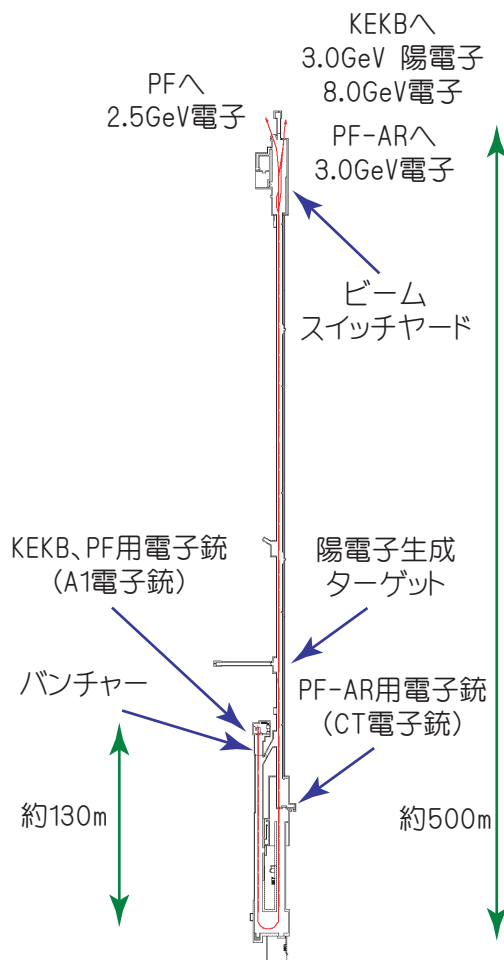 KEKBへ
3.0GeV 陽電子
8.0GeV電子
PFへ
2.5GeV電子
PF-ARへ
3.0GeV電子
ビーム
スイッチヤード
KEKB、PF用電子銃
(A1電子銃)
陽電子生成
ターゲット
バンチャー
PF-AR用電子銃
(CT電子銃)
約130m
約500m